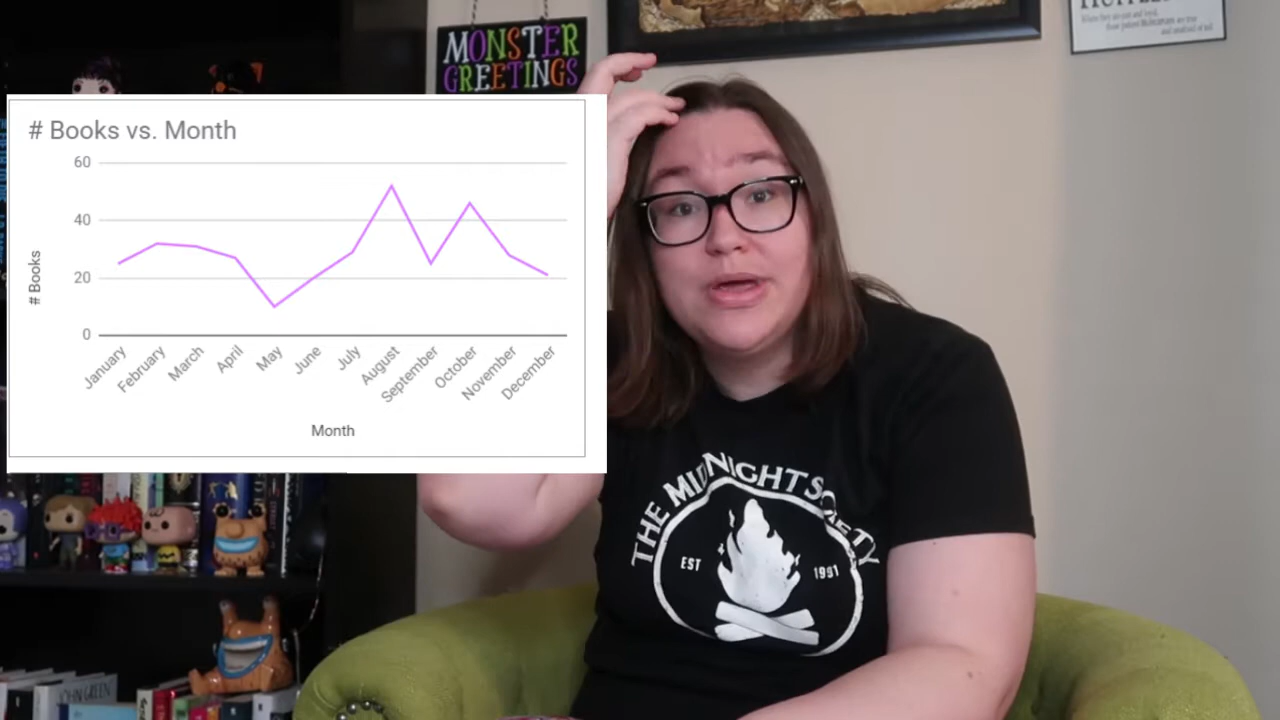 MONSTER
GREETINGS
# Books vs. Month
60
40
20
0
# Books
January
February
March
April
May
June
July
August
September
October
November
December
Month
THE MIDNIGHT SOCIETY
EST
1991
JOHN GREEN